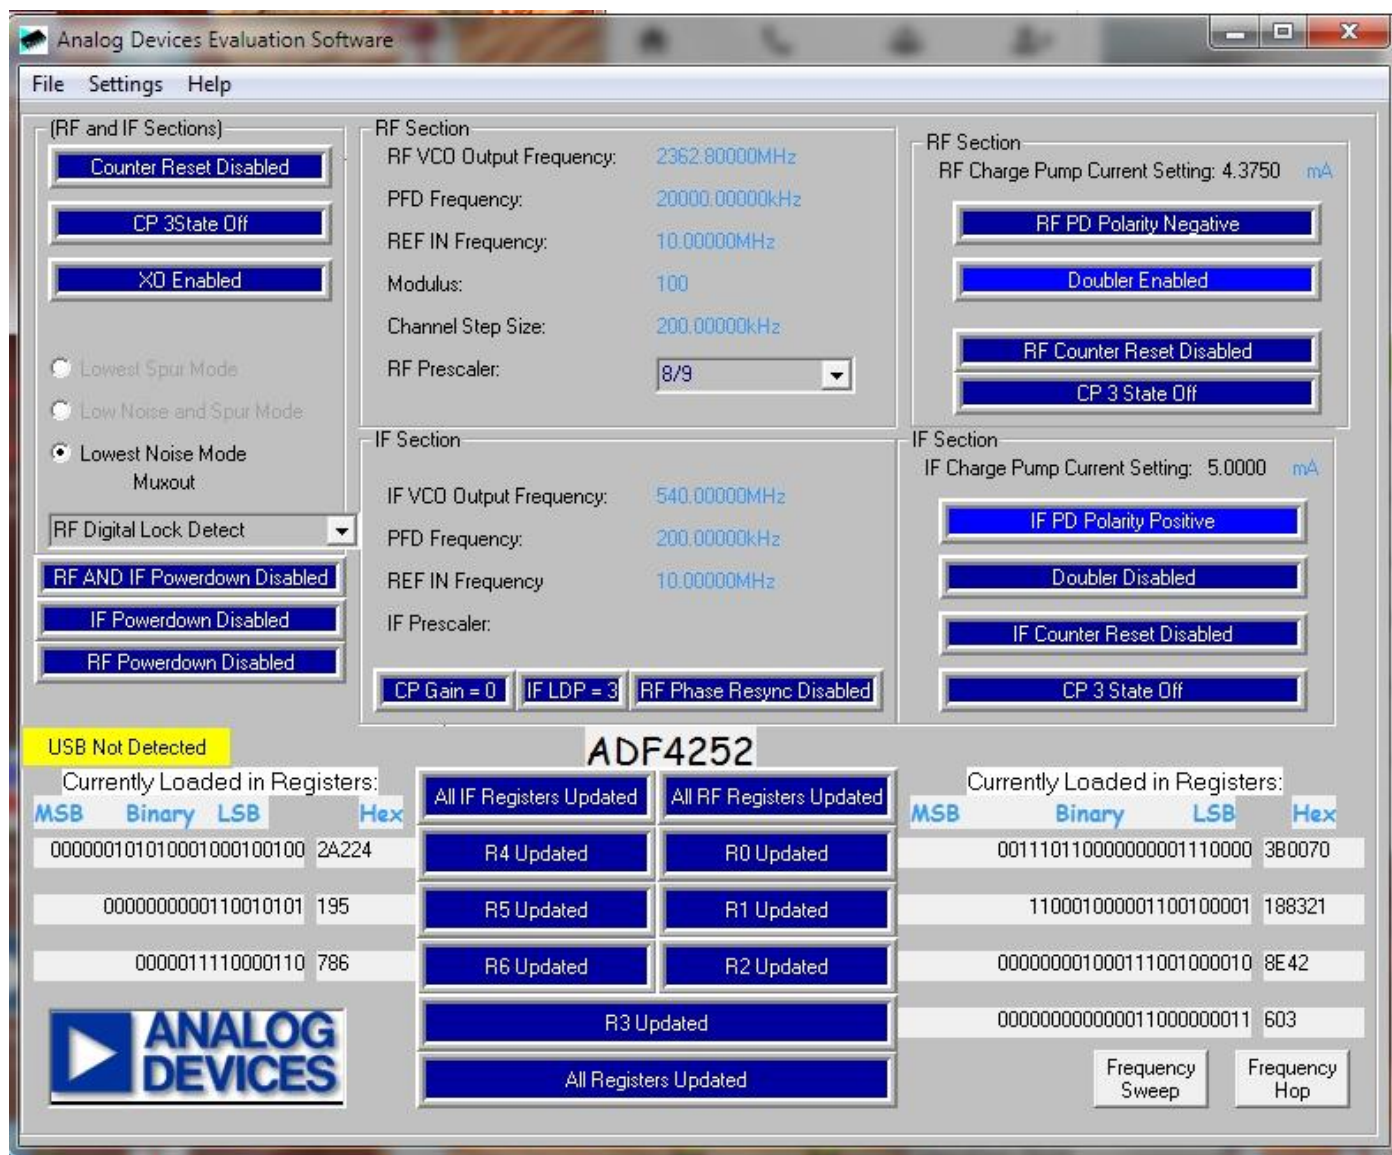 Analog Devices Evaluation Software
File Settings Help
(RF and IF Sections)
Counter Reset Disabled
CP 3State Off
XO Enabled
Lowest Spur Mode
Low Noise and Spur Mode
Lowest Noise Mode
Muxout
RF Digital Lock Detect
RF AND IF Powerdown Disabled
IF Powerdown Disabled
RF Powerdown Disabled
RF Section
RF VCO Output Frequency: 2362.80000MHz
PFD Frequency: 20000.00000kHz
REF IN Frequency: 10.00000MHz
Modulus: 100
Channel Step Size: 200.00000kHz
RF Prescaler: 8/9
IF Section
IF VCO Output Frequency: 540.00000MHz
PFD Frequency: 200.00000kHz
REF IN Frequency 10.00000MHz
IF Prescaler:
CP Gain = 0 IF LDP = 3 RF Phase Resync Disabled
RF Section
RF Charge Pump Current Setting: 4.3750 mA
RF PD Polarity Negative
Doubler Enabled
RF Counter Reset Disabled
CP 3 State Off
IF Section
IF Charge Pump Current Setting: 5.0000 mA
IF PD Polarity Positive
Doubler Disabled
IF Counter Reset Disabled
CP 3 State Off
USB Not Detected
ADF4252
Currently Loaded in Registers:
MSB Binary LSB Hex
000000101010001000100100 2A224
0000000000110010101 195
0000011110000110 786
All IF Registers Updated All RF Registers Updated
R4 Updated R0 Updated
R5 Updated R1 Updated
R6 Updated R2 Updated
R3 Updated
All Registers Updated
Currently Loaded in Registers:
MSB Binary LSB Hex
001110110000000001110000 3B0070
110001000001100100001 188321
000000001000111001000010 8E42
000000000000011000000011 603
ANALOG
DEVICES
Frequency
Sweep
Frequency
Hop